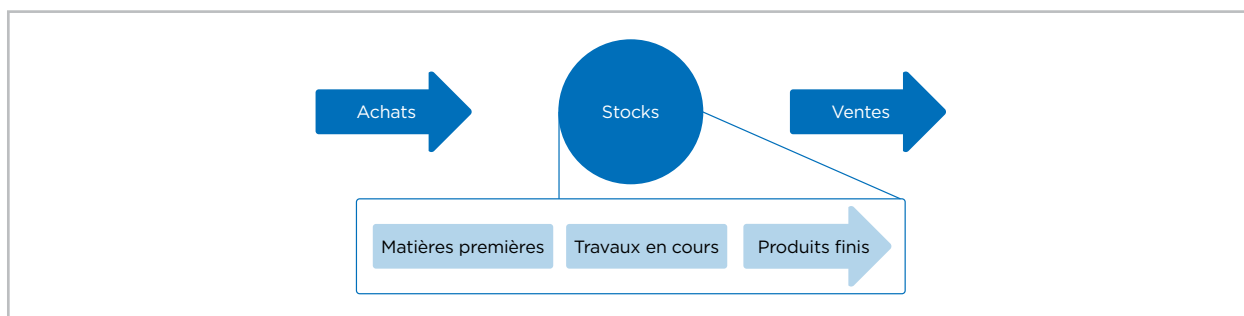 Achats
Stocks
Ventes
Matières premières
Travaux en cours
Produits finis